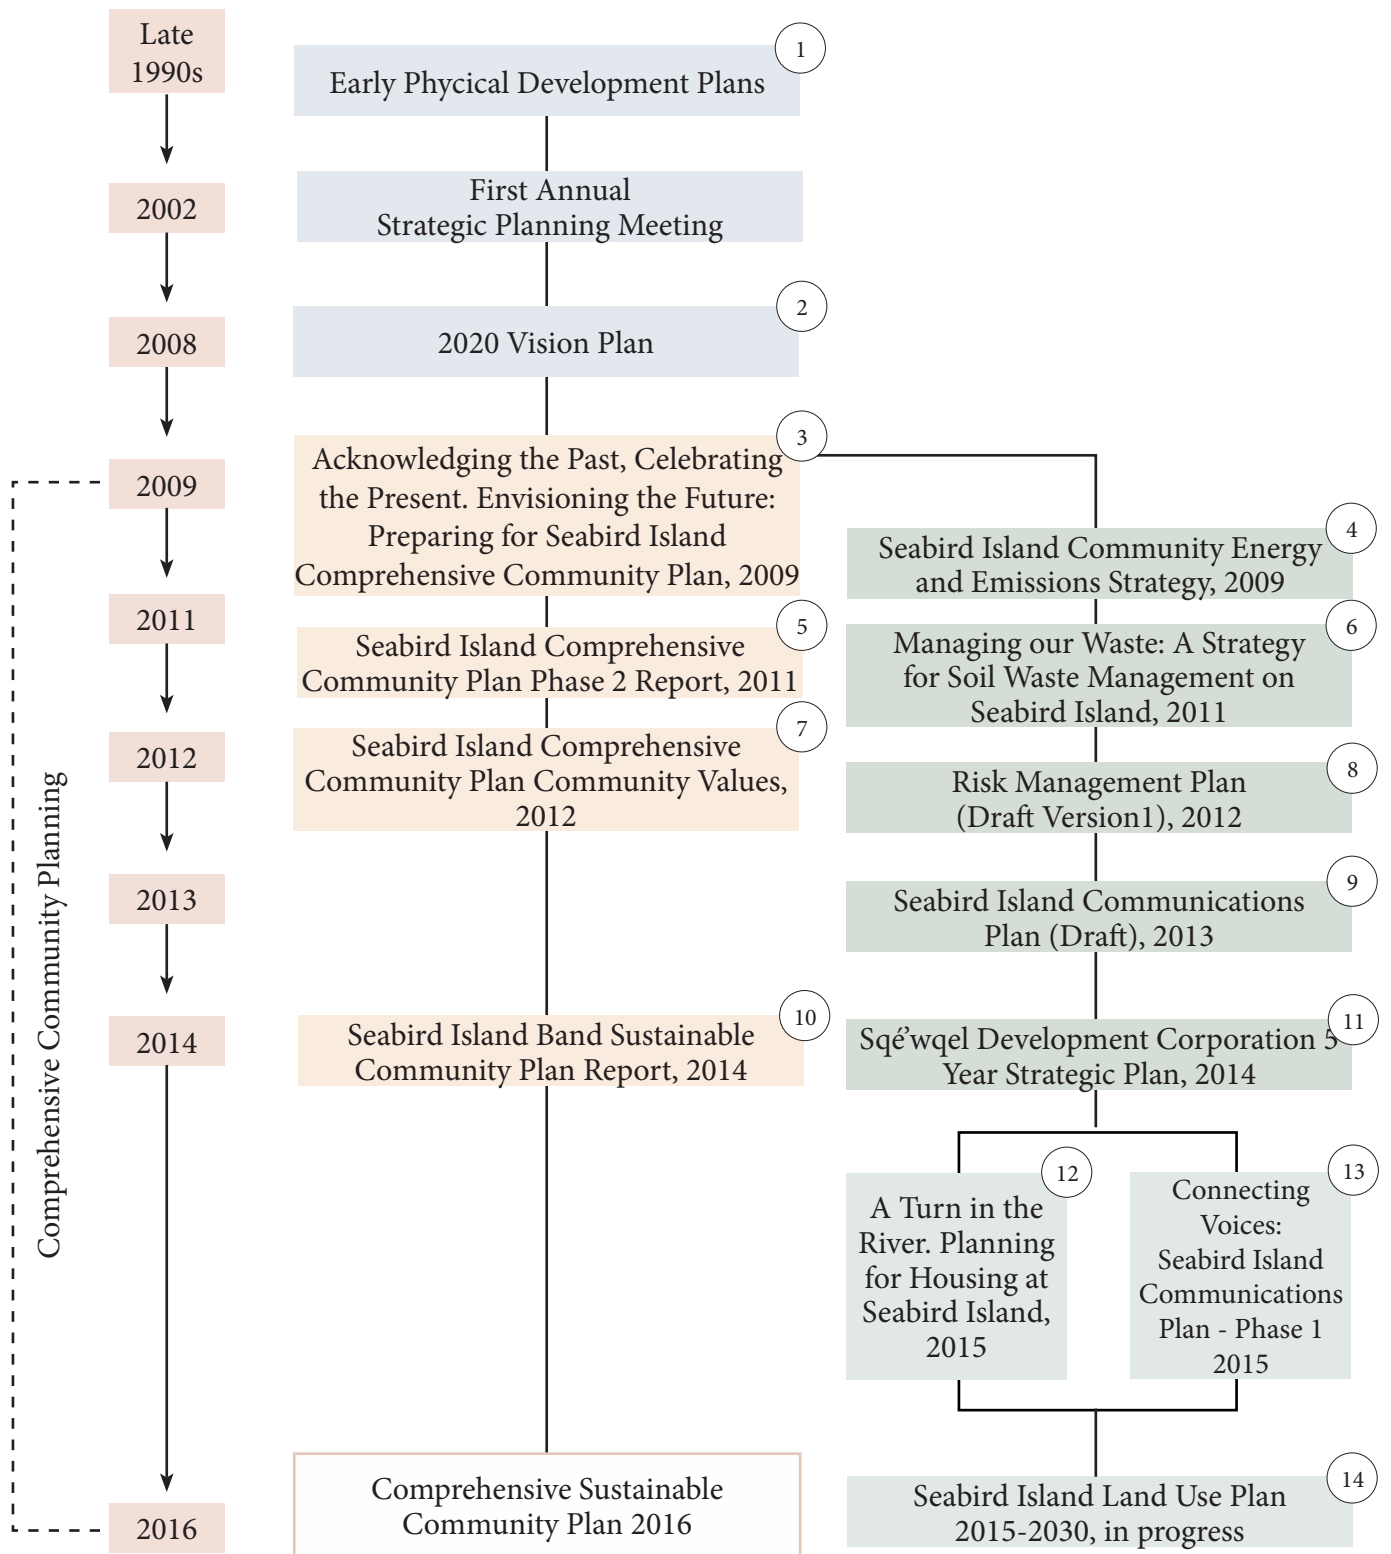 Late
1990s
2002
2008
2009
2011
2012
2013
2014
2016
Comprehensive Community Planning
1
Early Phycical Development Plans
First Annual
Strategic Planning Meeting
2
2020 Vision Plan
3
Acknowledging the Past, Celebrating
the Present. Envisioning the Future:
Preparing for Seabird Island
Comprehensive Community Plan, 2009
4
Seabird Island Community Energy
and Emissions Strategy, 2009
5
Seabird Island Comprehensive
Community Plan Phase 2 Report, 2011
6
Managing our Waste: A Strategy
for Soil Waste Management on
Seabird Island, 2011
7
Seabird Island Comprehensive
Community Plan Community Values,
2012
8
Risk Management Plan
(Draft Version1), 2012
9
Seabird Island Communications
Plan (Draft), 2013
10
Seabird Island Band Sustainable
Community Plan Report, 2014
11
Sqé’wqel Development Corporation 5
Year Strategic Plan, 2014
12
A Turn in the
River. Planning
for Housing at
Seabird Island,
2015
13
Connecting
Voices:
Seabird Island
Communications
Plan - Phase 1
2015
Comprehensive Sustainable
Community Plan 2016
14
Seabird Island Land Use Plan
2015-2030, in progress